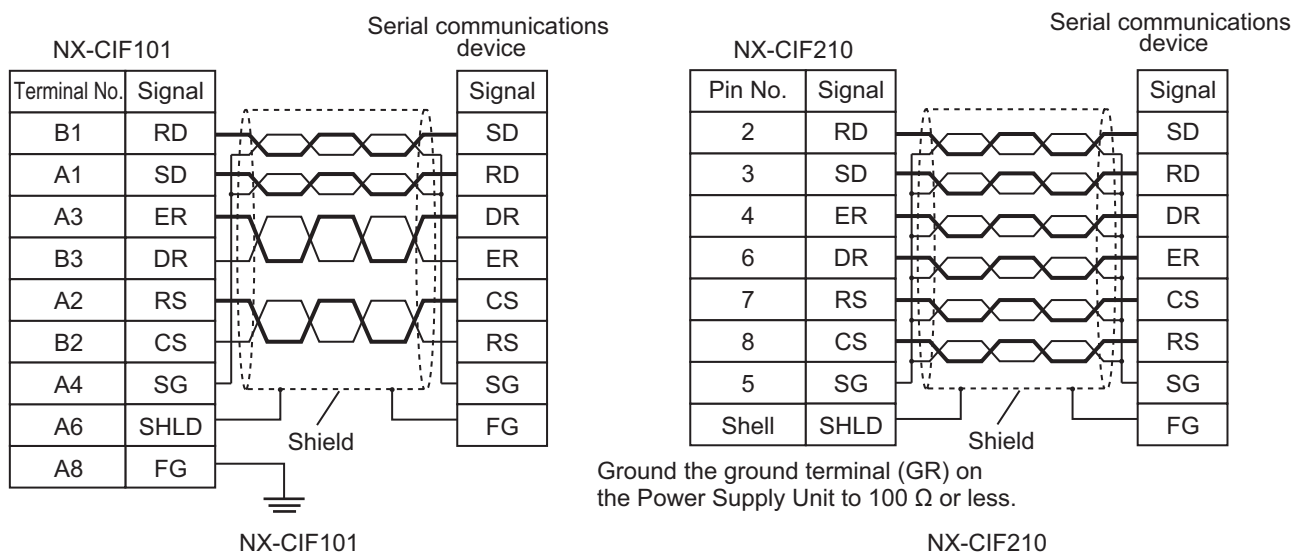 Serial communications
device
NX-CIF101
Terminal No. Signal Signal
B1 RD SD
A1 SD RD
A3 ER DR
B3 DR ER
A2 RS CS
B2 CS RS
A4 SG SG
A6 SHLD FG
Shield
A8 FG
NX-CIF101
Serial communications
device
NX-CIF210
Pin No. Signal Signal
2 RD SD
3 SD RD
4 ER DR
6 DR ER
7 RS CS
8 CS RS
5 SG SG
Shell SHLD FG
Shield
Ground the ground terminal (GR) on
the Power Supply Unit to 100 Ω or less.
NX-CIF210